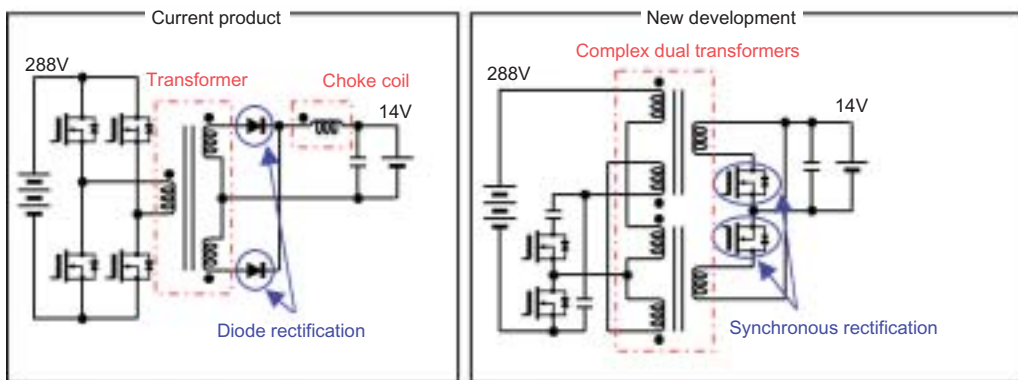 Current product
288V
Transformer
Choke coil
14V
Diode rectification
New development
Complex dual transformers
288V
14V
Synchronous rectification